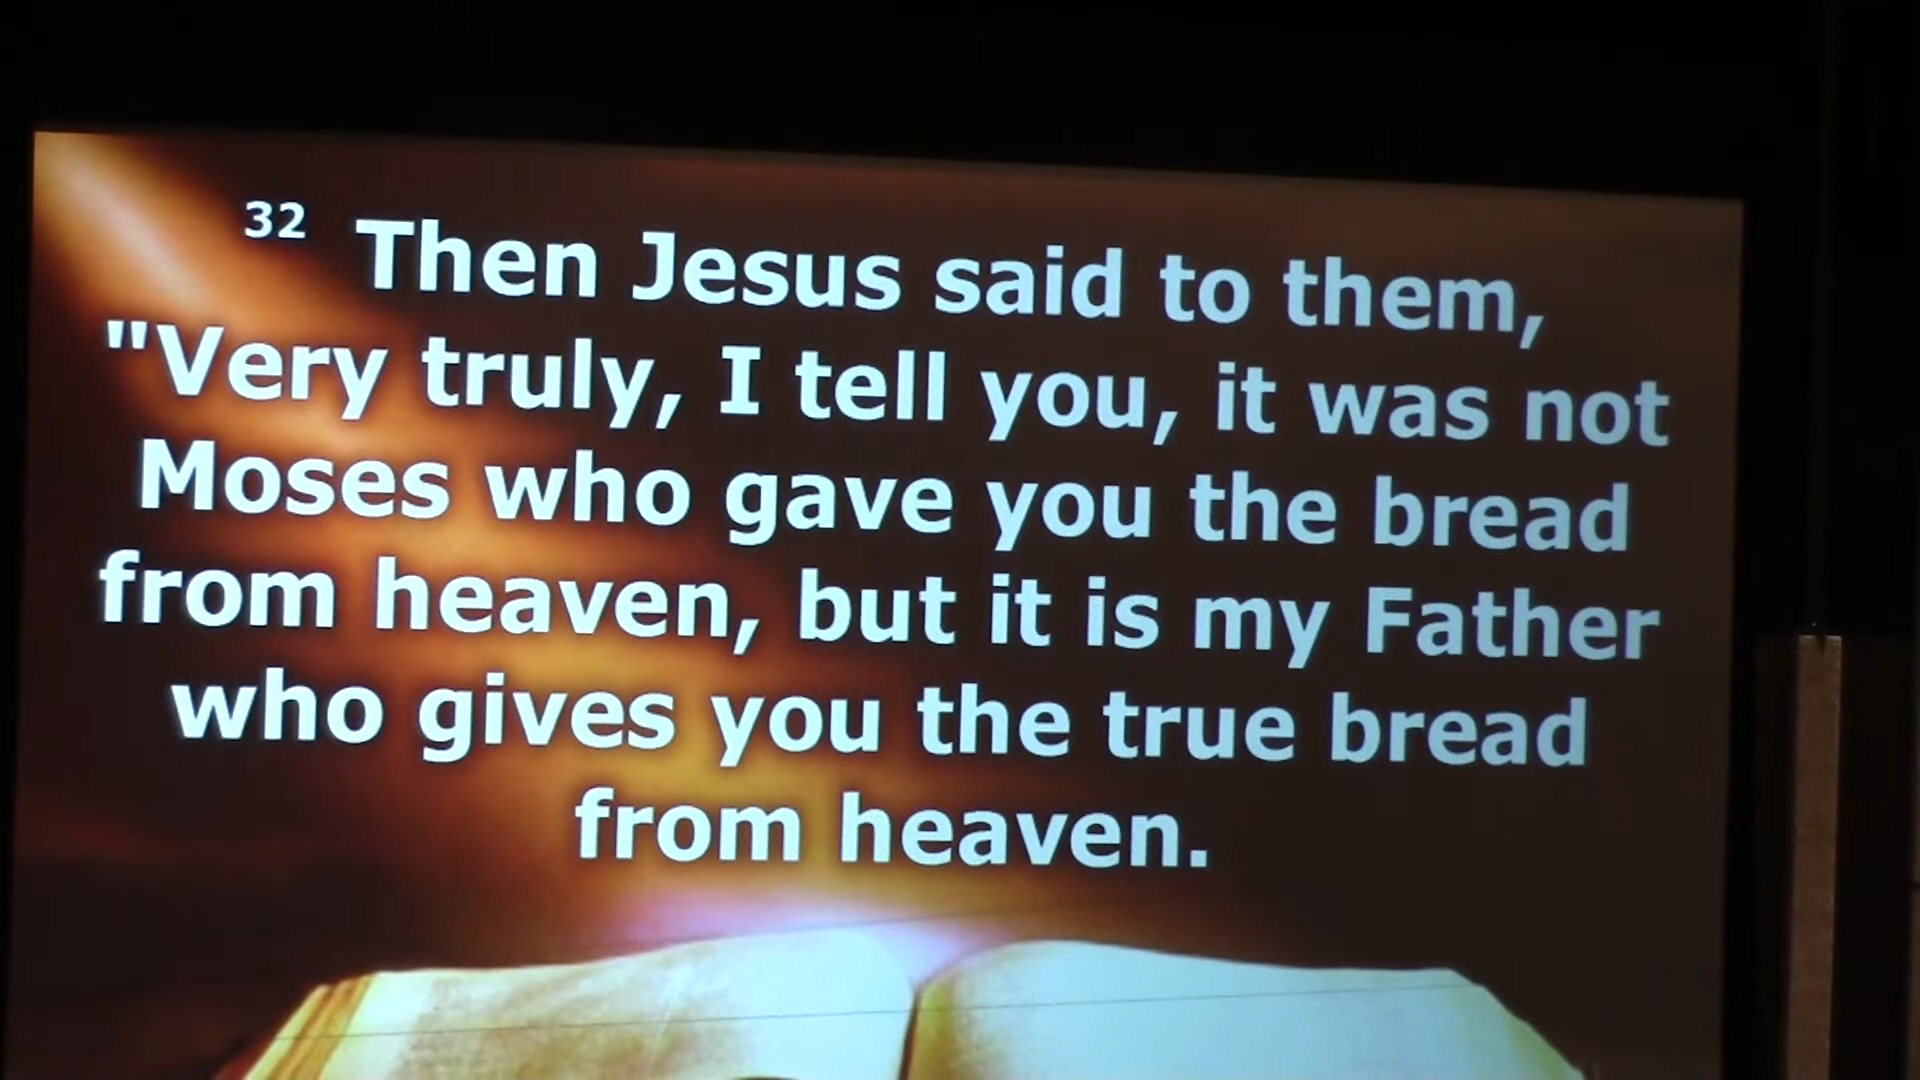 32 Then Jesus said to them,
"Very truly, I tell you, it was not
Moses who gave you the bread
from heaven, but it is my Father
who gives you the true bread
from heaven.